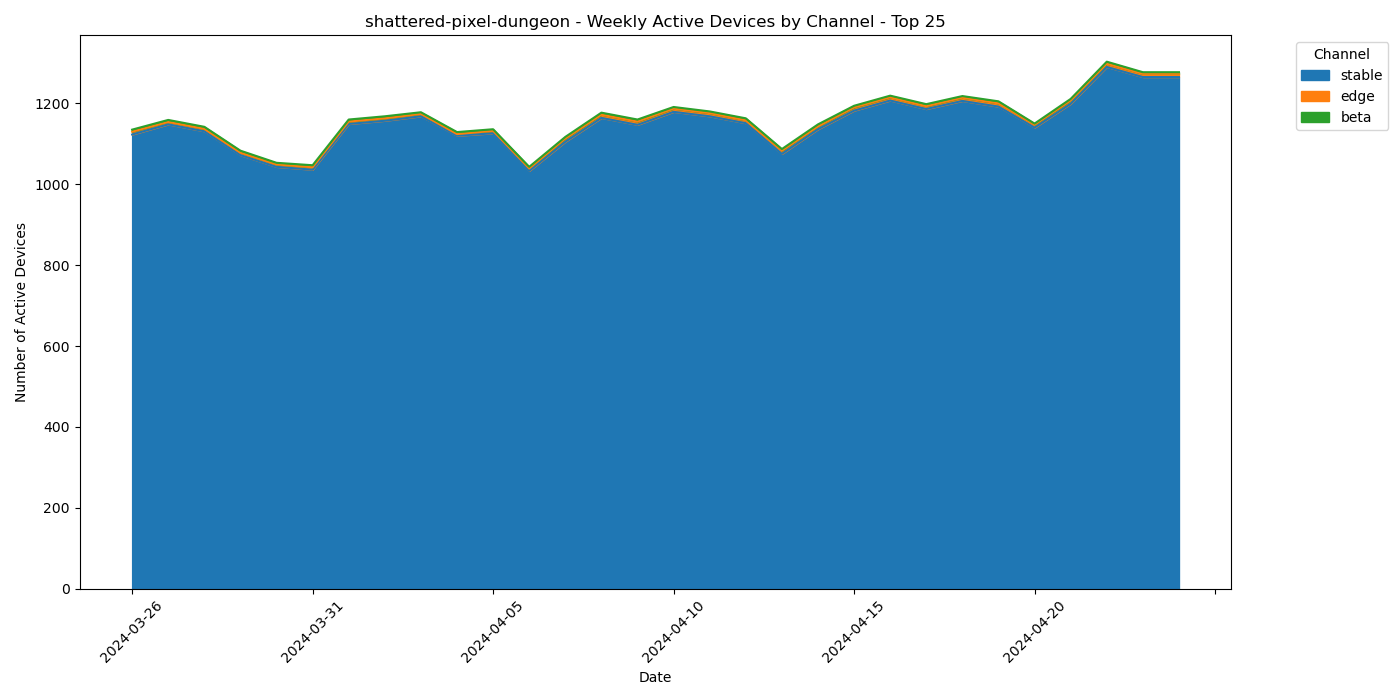 shattered-pixel-dungeon - Weekly Active Devices by Channel - Top 25
Channel
stable
edge
beta
Number of Active Devices
1200
1000
800
600
400
200
0
2024-03-26
2024-03-31
2024-04-05
2024-04-10
2024-04-15
2024-04-20
Date